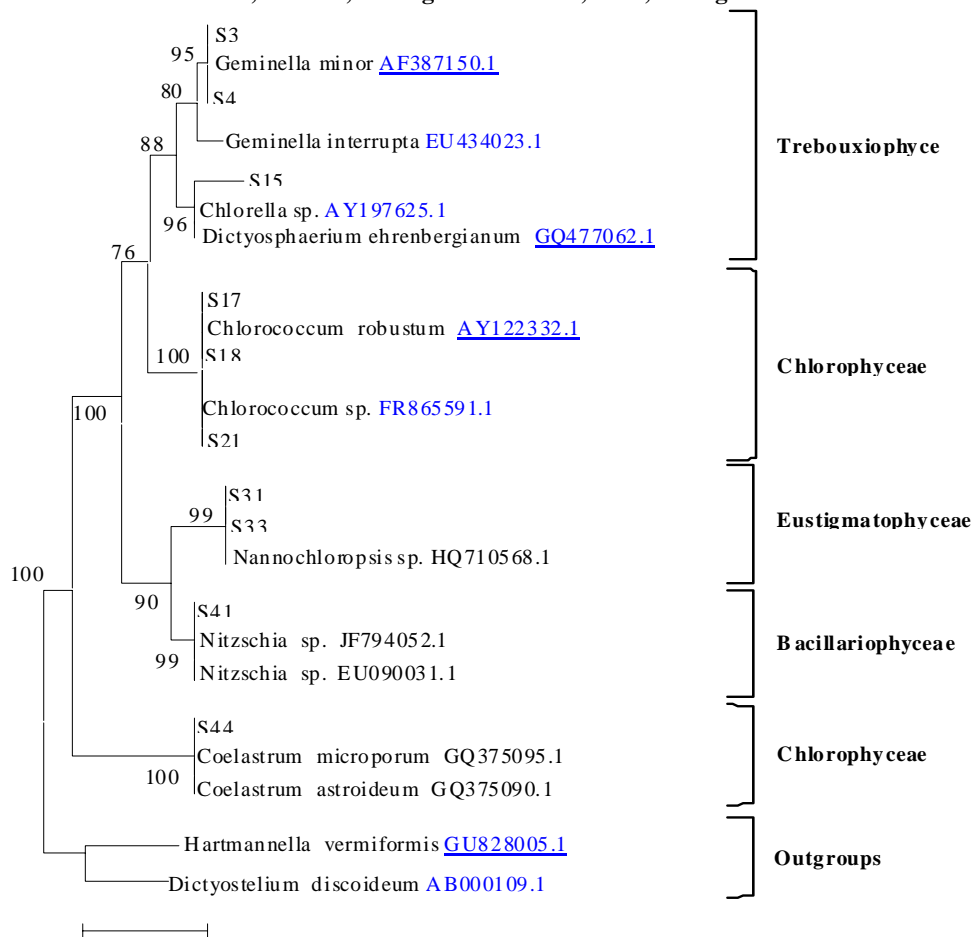 S3
95
Geminella minor AF387150.1
80
S4
88
Geminella interrupta EU434023.1
Trebouxiophyce
S15
Chlorella sp. AY197625.1
96
Dictyosphaerium ehrenbergianum GQ477062.1
76
S17
Chlorococcum robustum AY122332.1
100
S18
Chlorophyceae
100
Chlorococcum sp. FR865591.1
S21
S31
99
S33
Eustigmatophyceae
Nannochloropsis sp. HQ710568.1
100
90
S41
Nitzschia sp. JF794052.1
Bacillariophyceae
99
Nitzschia sp. EU090031.1
S44
Coelastrum microporum GQ375095.1
Chlorophyceae
100
Coelastrum astroideum GQ375090.1
Hartmannella vermiformis GU828005.1
Outgroups
Dictyostelium discoideum AB000109.1